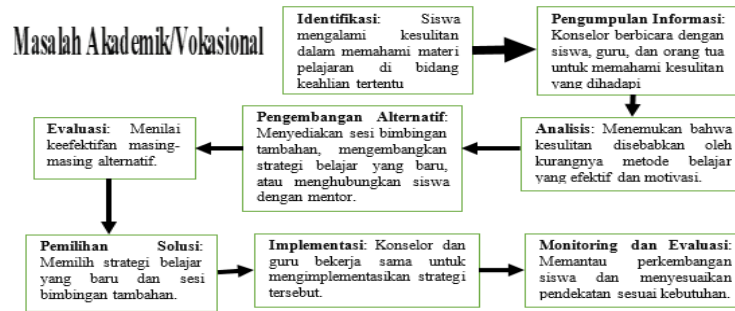 Masalah Akademik/Vokasional
Identifikasi: Siswa
mengalami kesulitan
dalam memahami materi
pelajaran di bidang
keahlian tertentu
Pengumpulan Informasi:
Konselor berbicara dengan
siswa, guru, dan orang tua
untuk memahami kesulitan
yang dihadapi
Analisis: Menemukan bahwa
kesulitan disebabkan oleh
kurangnya metode belajar
yang efektif dan motivasi.
Pengembangan Alternatif:
Menyediakan sesi bimbingan
tambahan, mengembangkan
strategi belajar yang baru,
atau menghubungkan siswa
dengan mentor.
Evaluasi: Menilai
keefektifan masing-
masing alternatif.
Pemilihan Solusi:
Memilih strategi belajar
yang baru dan sesi
bimbingan tambahan.
Implementasi: Konselor dan
guru bekerja sama untuk
mengimplementasikan strategi
tersebut.
Monitoring dan Evaluasi:
Memantau perkembangan
siswa dan menyesuaikan
pendekatan sesuai kebutuhan.